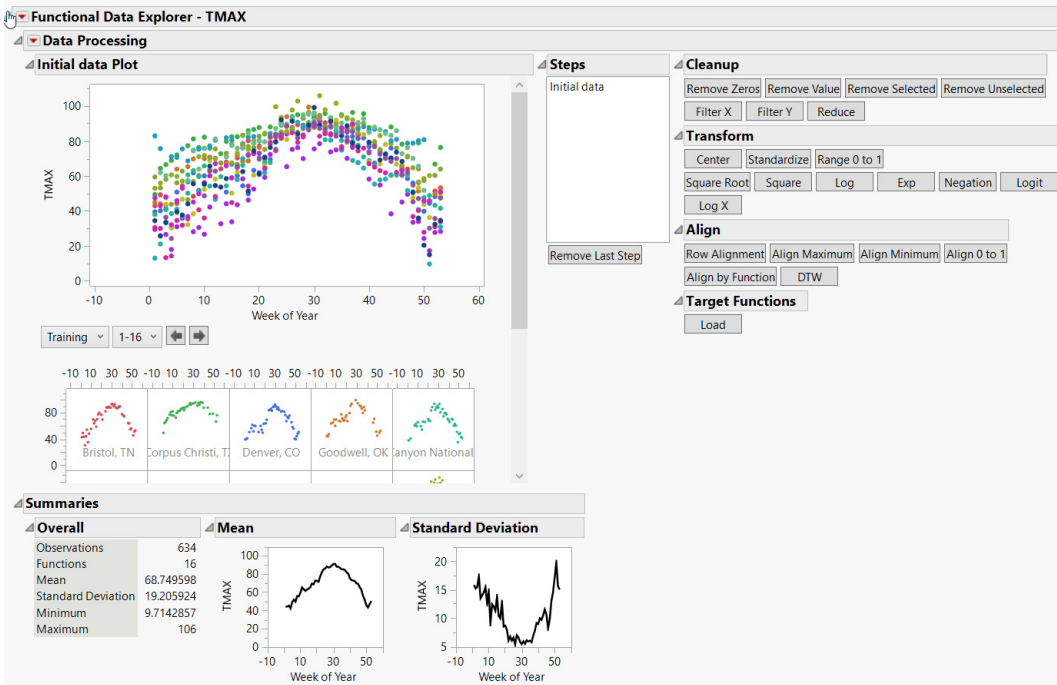 Functional Data Explorer - TMAX
Data Processing
Initial data Plot
100
80
60
40
20
0
TMAX
-10 0 10 20 30 40 50 60
Week of Year
Training 1-16
-10 10 30 50 -10 10 30 50 -10 10 30 50 -10 10 30 50 -10 10 30 50
80
40
0
Bristol, TN Corpus Christi, T Denver, CO Goodwell, OK Canyon National
Steps
Initial data
Remove Last Step
Cleanup
Remove Zeros Remove Value Remove Selected Remove Unselected
Filter X Filter Y Reduce
Transform
Center Standardize Range 0 to 1
Square Root Square Log Exp Negation Logit
Log X
Align
Row Alignment Align Maximum Align Minimum Align 0 to 1
Align by Function DTW
Target Functions
Load
Summaries
Overall
Observations 634
Functions 16
Mean 68.749598
Standard Deviation 19.205924
Minimum 9.7142857
Maximum 106
Mean
100
80
60
40
20
0
TMAX
-10 10 30 50
Week of Year
Standard Deviation
20
15
10
5
TMAX
-10 10 30 50
Week of Year